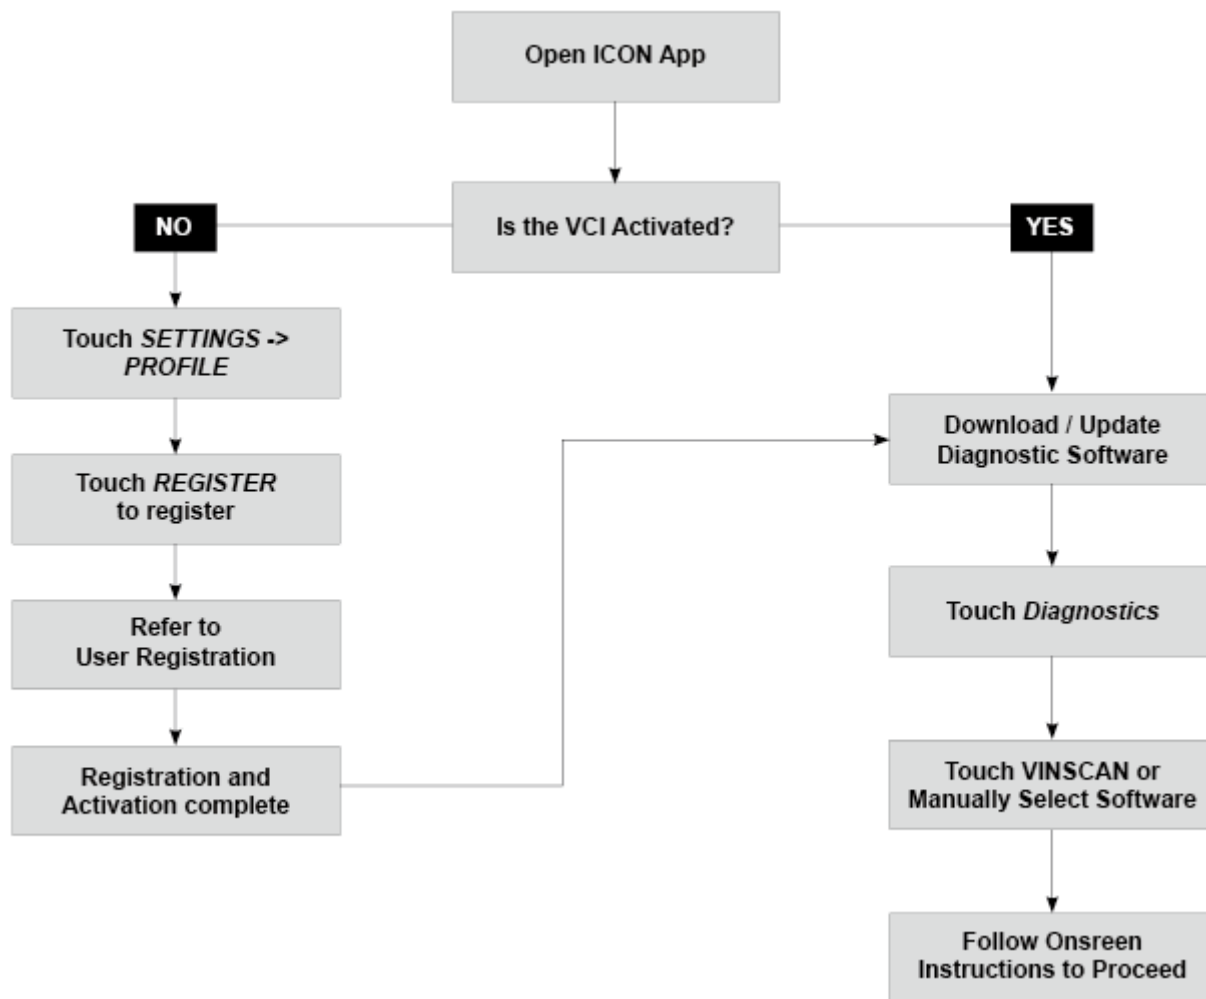 Open ICON App
Is the VCI Activated?
NO
YES
Touch SETTINGS ->
PROFILE
Touch REGISTER
to register
Refer to
User Registration
Registration and
Activation complete
Download / Update
Diagnostic Software
Touch Diagnostics
Touch VINSCAN or
Manually Select Software
Follow Onsreen
Instructions to Proceed